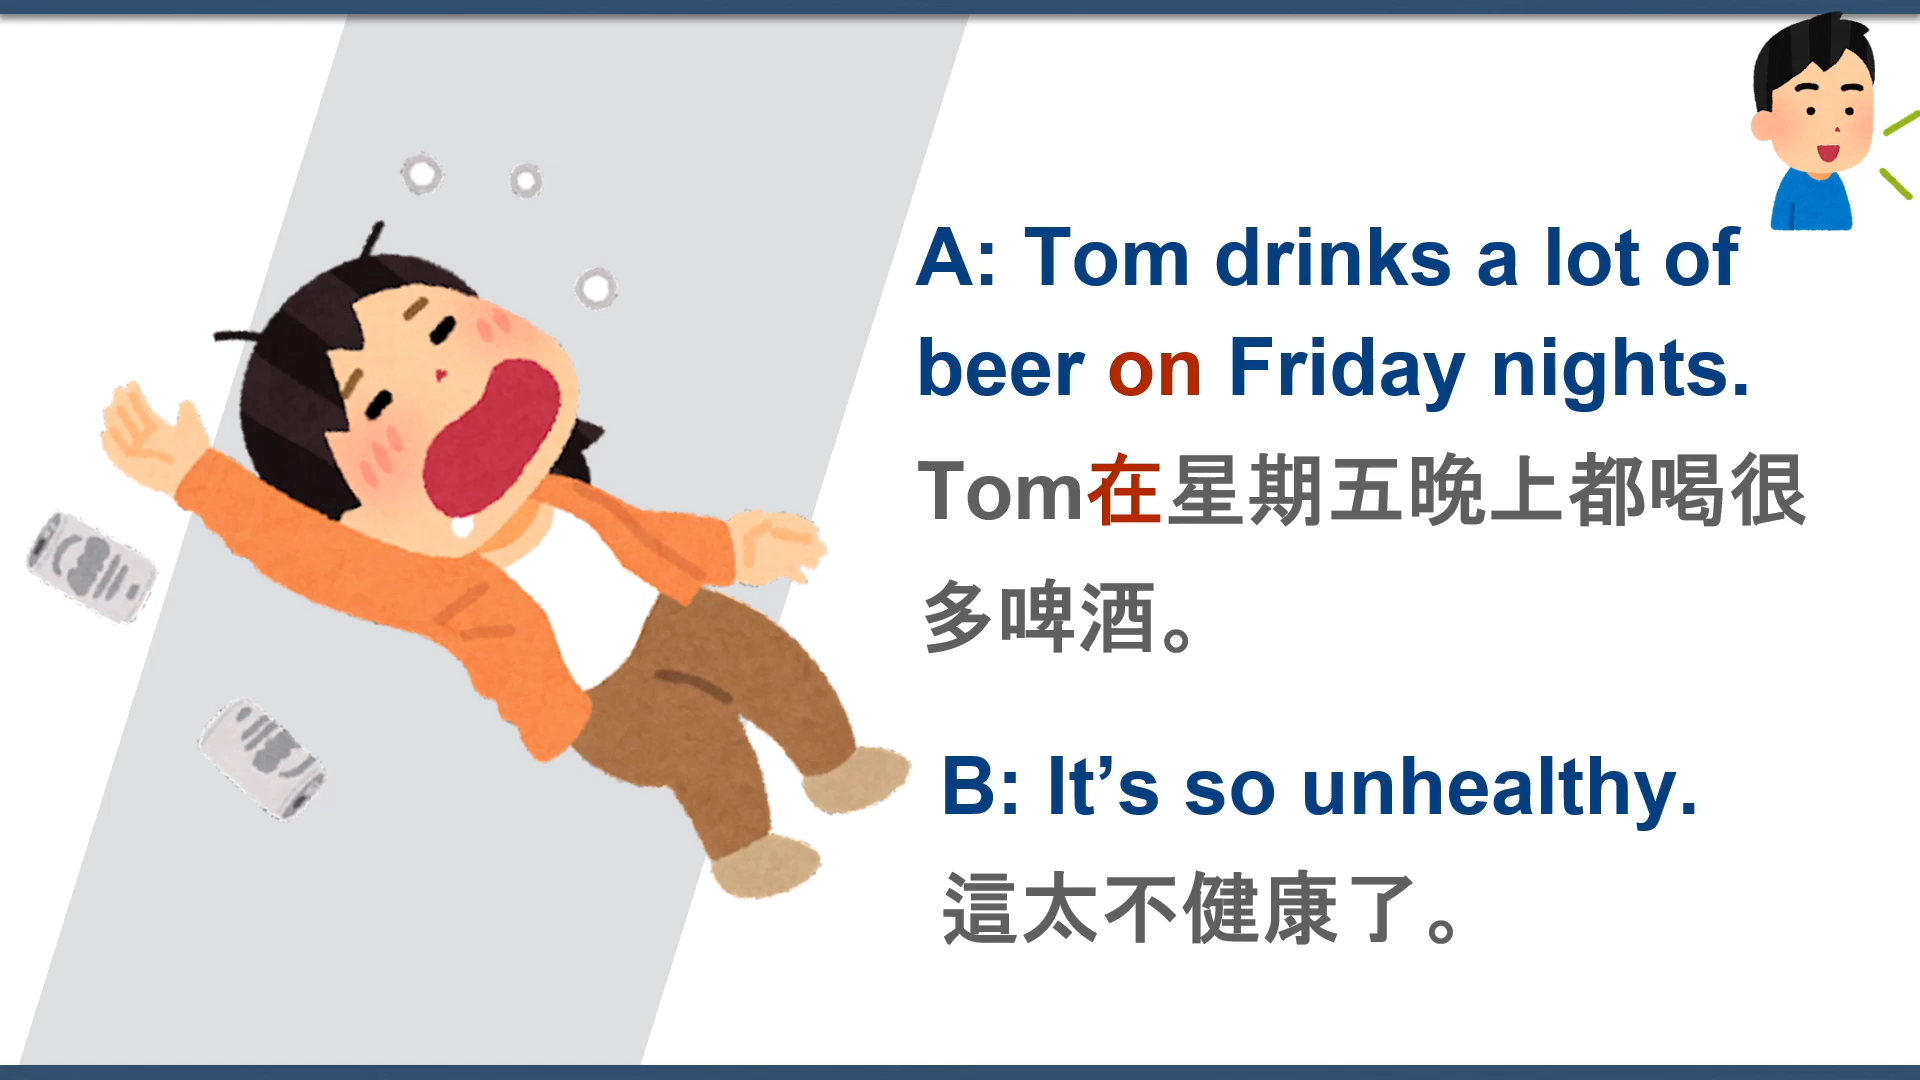 A: Tom drinks a lot of
beer on Friday nights.
Tom在星期五晚上都喝很
多啤酒。
B: It’s so unhealthy.
這太不健康了。